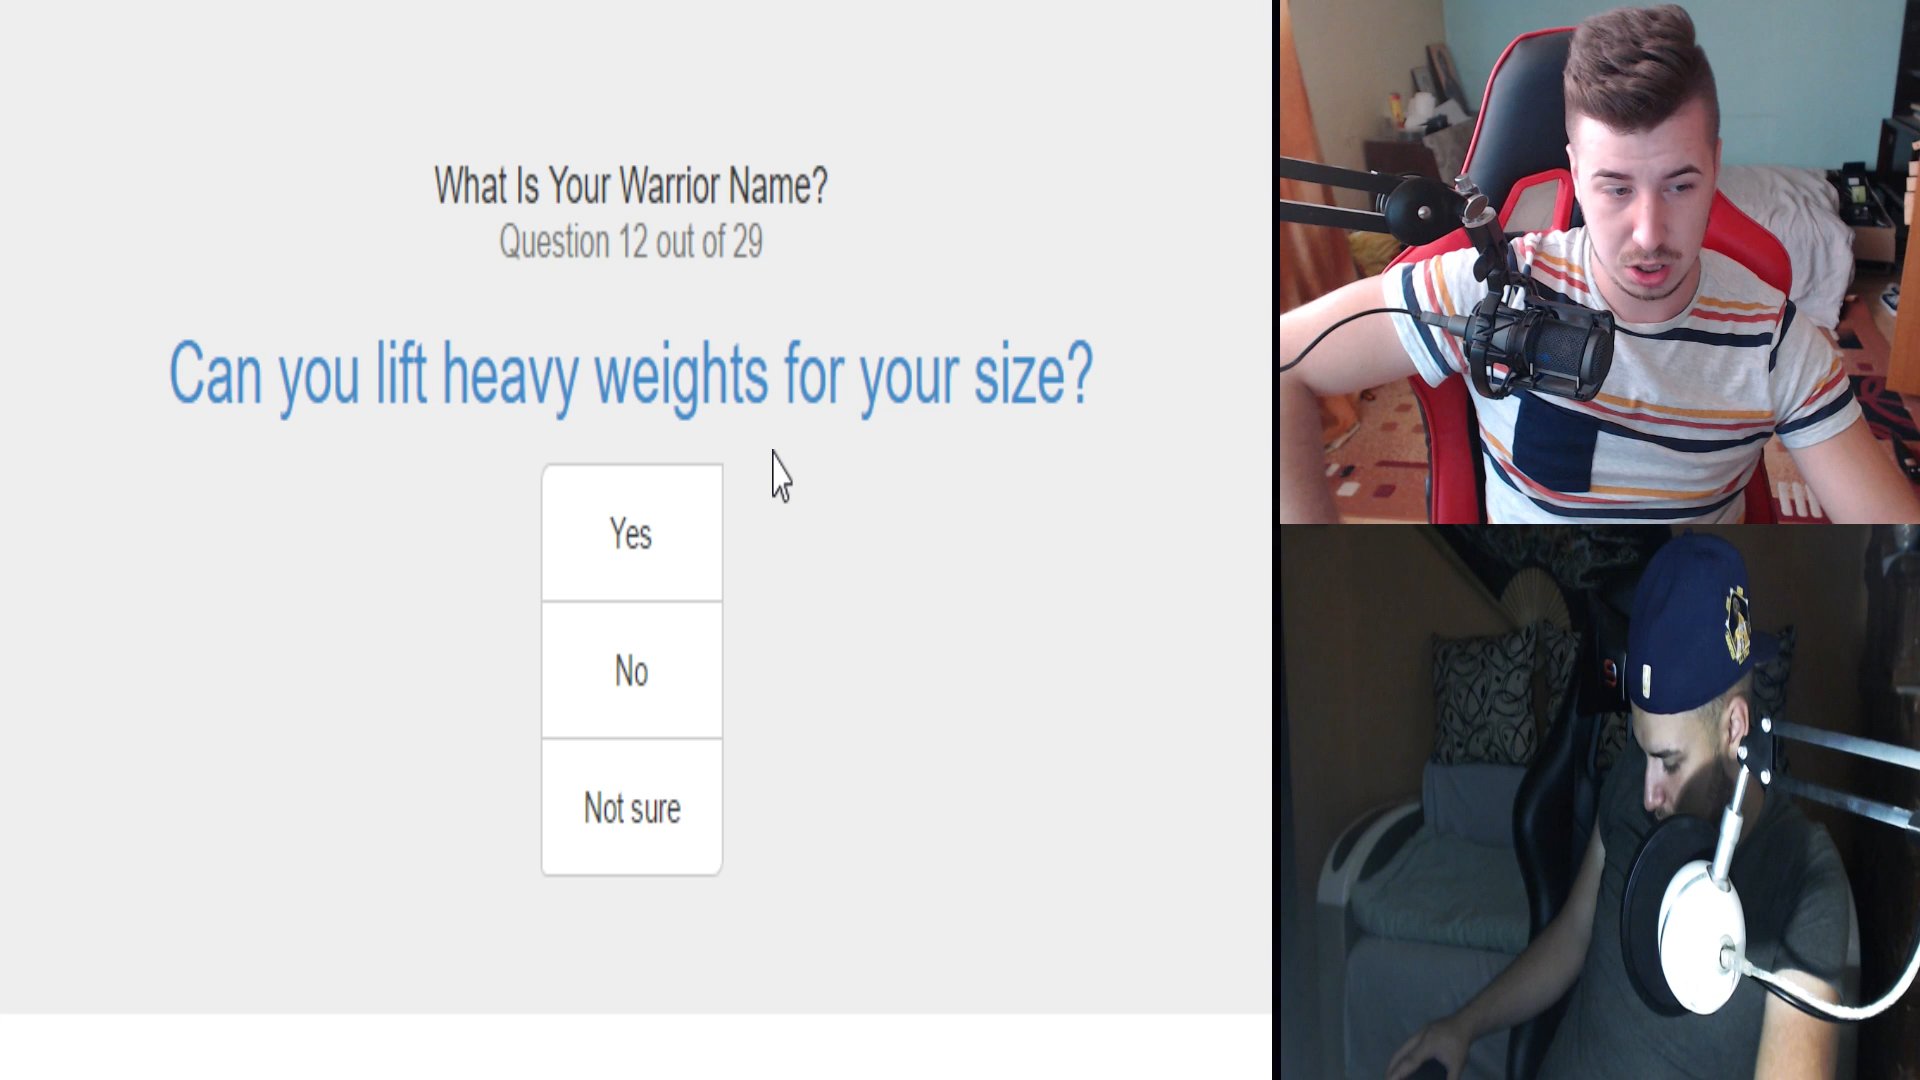 What Is Your Warrior Name?
Question 12 out of 29
Can you lift heavy weights for your size?
Yes
No
Not sure